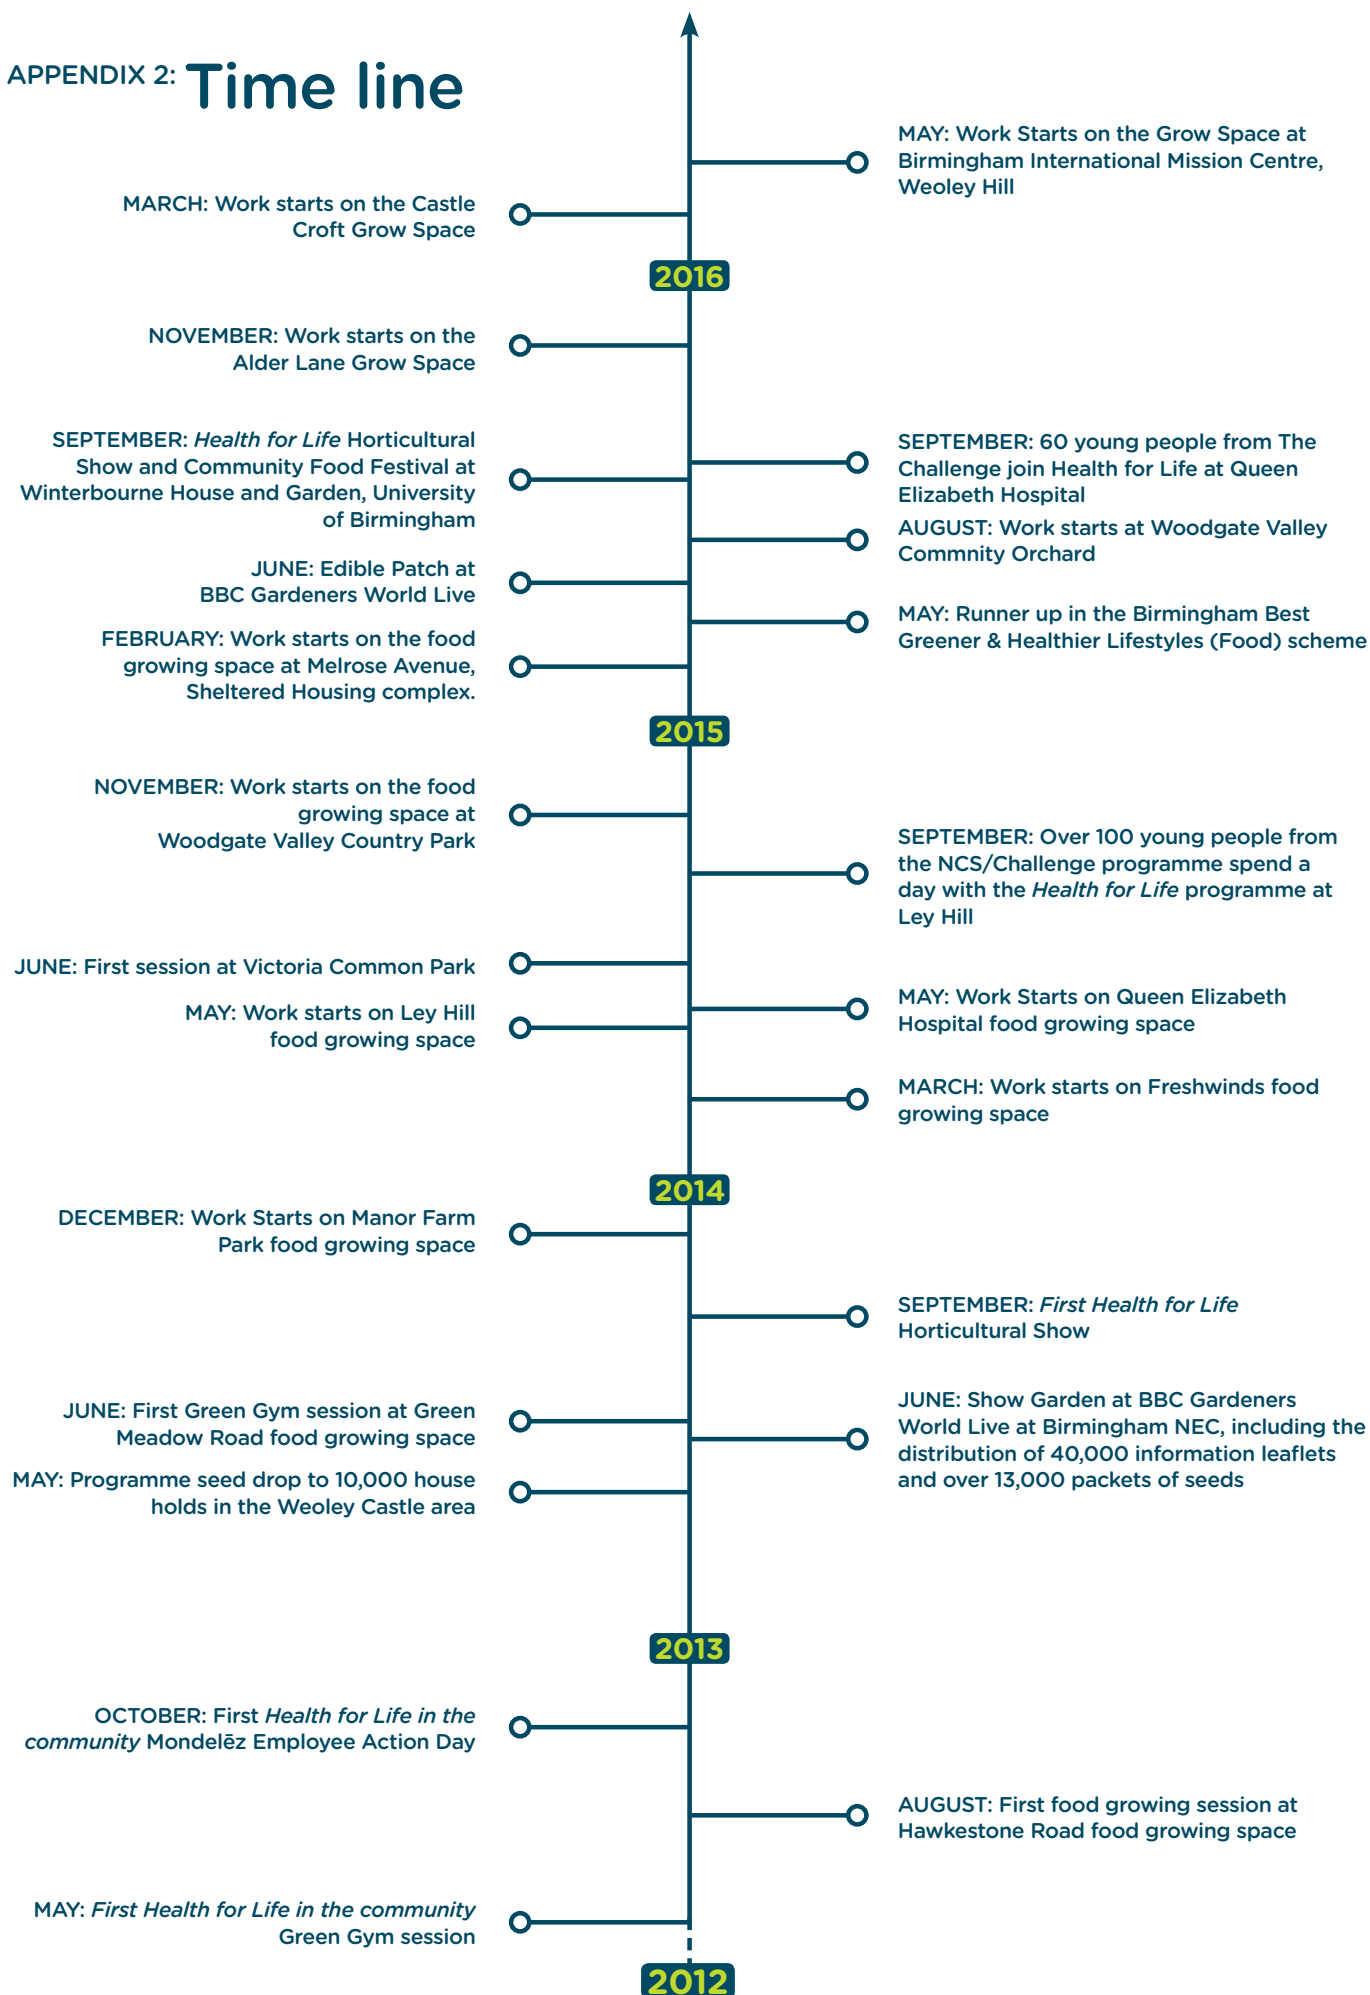 APPENDIX 2: Time line
MAY: Work Starts on the Grow Space at
Birmingham International Mission Centre,
Weoley Hill
MARCH: Work starts on the Castle
Croft Grow Space
2016
NOVEMBER: Work starts on the
Alder Lane Grow Space
SEPTEMBER: Health for Life Horticultural
Show and Community Food Festival at
Winterbourne House and Garden, University
of Birmingham
SEPTEMBER: 60 young people from The
Challenge join Health for Life at Queen
Elizabeth Hospital
AUGUST: Work starts at Woodgate Valley
Commnity Orchard
JUNE: Edible Patch at
BBC Gardeners World Live
MAY: Runner up in the Birmingham Best
Greener & Healthier Lifestyles (Food) scheme
FEBRUARY: Work starts on the food
growing space at Melrose Avenue,
Sheltered Housing complex.
2015
NOVEMBER: Work starts on the food
growing space at
Woodgate Valley Country Park
SEPTEMBER: Over 100 young people from
the NCS/Challenge programme spend a
day with the Health for Life programme at
Ley Hill
JUNE: First session at Victoria Common Park
MAY: Work Starts on Queen Elizabeth
Hospital food growing space
MAY: Work starts on Ley Hill
food growing space
MARCH: Work starts on Freshwinds food
growing space
2014
DECEMBER: Work Starts on Manor Farm
Park food growing space
SEPTEMBER: First Health for Life
Horticultural Show
JUNE: First Green Gym session at Green
Meadow Road food growing space
JUNE: Show Garden at BBC Gardeners
World Live at Birmingham NEC, including the
distribution of 40,000 information leaflets
and over 13,000 packets of seeds
MAY: Programme seed drop to 10,000 house
holds in the Weoley Castle area
2013
OCTOBER: First Health for Life in the
community Mondelēz Employee Action Day
AUGUST: First food growing session at
Hawkestone Road food growing space
MAY: First Health for Life in the community
Green Gym session
2012